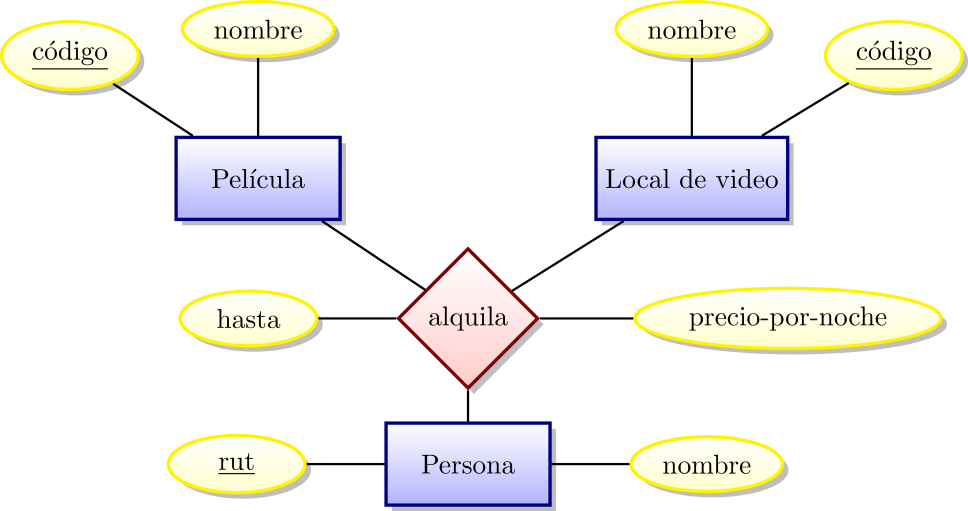 código
nombre
nombre
código
Película
Local de video
hasta
alquila
precio-por-noche
rut
Persona
nombre